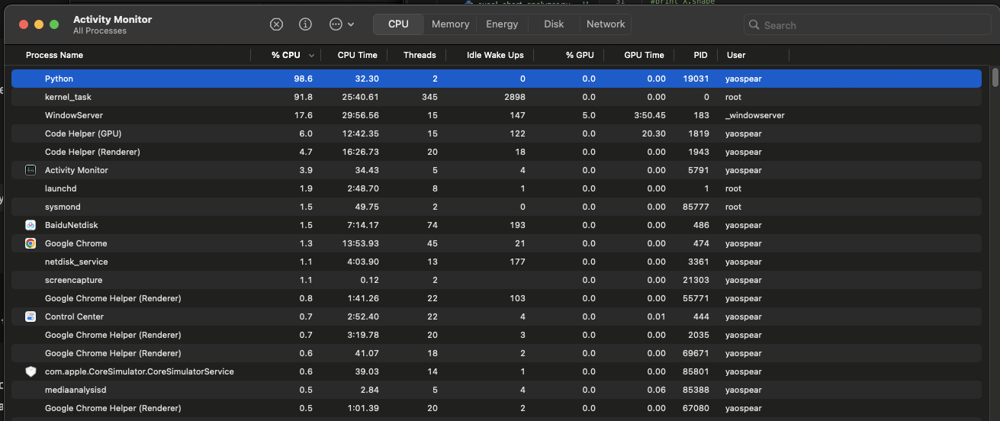 excel_chart_analyzer.py U 31 #print X.shape
Activity Monitor
All Processes
CPU Memory Energy Disk Network Search
Process Name % CPU CPU Time Threads Idle Wake Ups % GPU GPU Time PID User
Python 98.6 32.30 2 0 0.0 0.00 19031 yaospear
kernel_task 91.8 25:40.61 345 2898 0.0 0.00 0 root
WindowServer 17.6 29:56.56 15 147 5.0 3:50.45 183 _windowserver
Code Helper (GPU) 6.0 12:42.35 15 122 0.0 20.30 1819 yaospear
Code Helper (Renderer) 4.7 16:26.73 20 18 0.0 0.00 1943 yaospear
Activity Monitor 3.9 34.43 5 4 0.0 0.00 5791 yaospear
launchd 1.9 2:48.70 8 1 0.0 0.00 1 root
sysmond 1.5 49.75 2 0 0.0 0.00 85777 root
BaiduNetdisk 1.5 7:14.17 74 193 0.0 0.00 486 yaospear
Google Chrome 1.3 13:53.93 45 21 0.0 0.00 474 yaospear
netdisk_service 1.1 4:03.90 13 177 0.0 0.00 3361 yaospear
screencapture 1.1 0.12 2 0.0 0.00 21303 yaospear
Google Chrome Helper (Renderer) 0.8 1:41.26 22 103 0.0 0.00 55771 yaospear
Control Center 0.7 2:52.40 22 4 0.0 0.01 444 yaospear
Google Chrome Helper (Renderer) 0.7 3:19.78 20 3 0.0 0.00 2035 yaospear
Google Chrome Helper (Renderer) 0.6 41.07 18 2 0.0 0.00 69671 yaospear
com.apple.CoreSimulator.CoreSimulatorService 0.6 39.03 14 1 0.0 0.00 85801 yaospear
mediaanalysisd 0.5 2.84 5 4 0.0 0.06 85388 yaospear
Google Chrome Helper (Renderer) 0.5 1:01.39 20 2 0.0 0.00 67080 yaospear